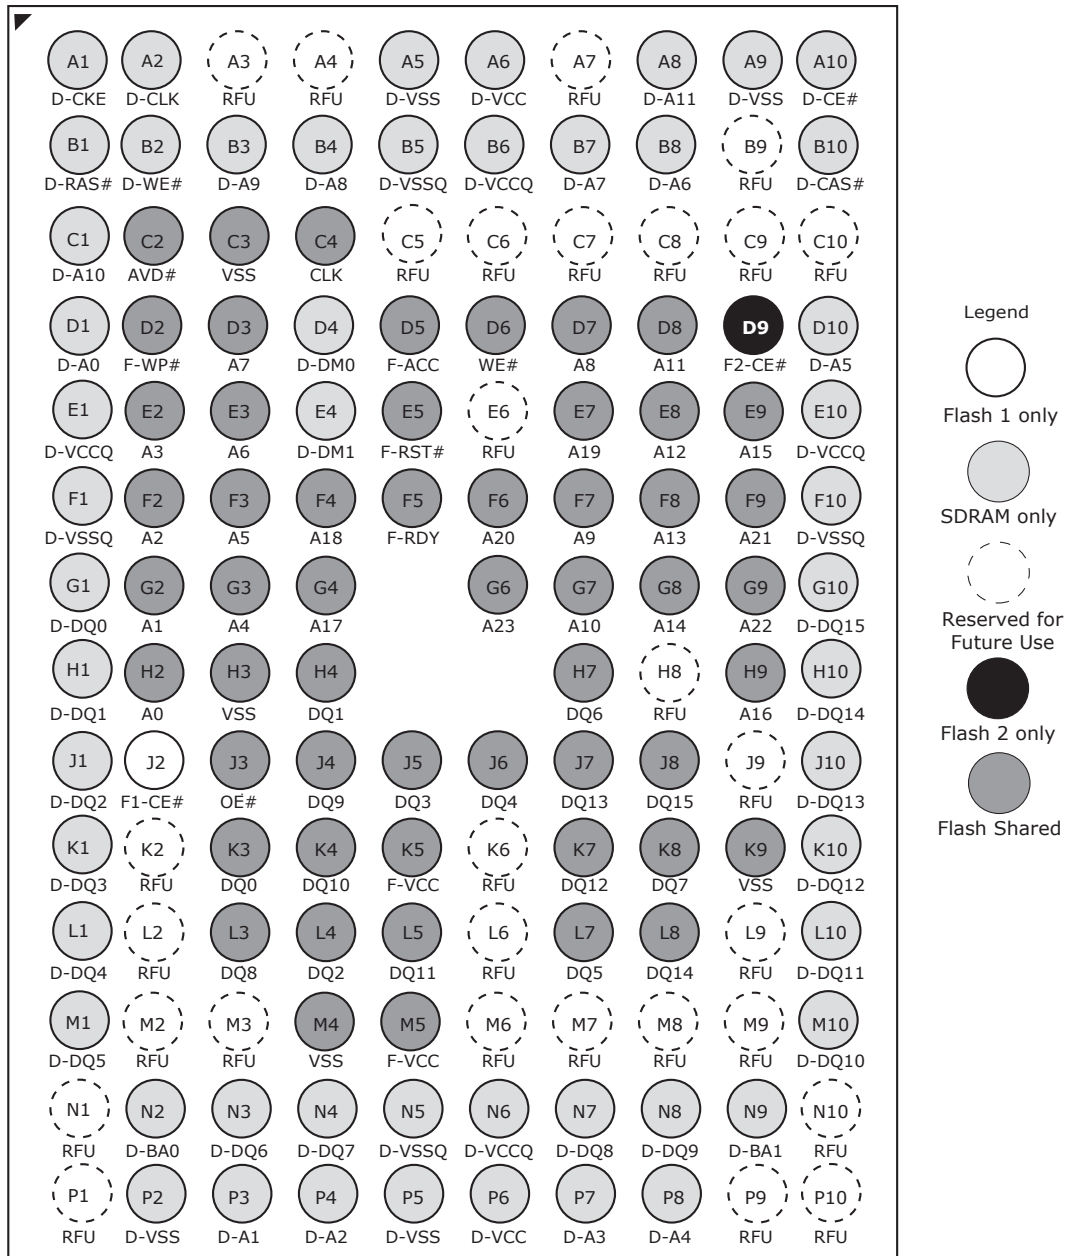 A1 A2 A3 A4 A5 A6 A7 A8 A9 A10
D-CKE D-CLK RFU RFU D-VSS D-VCC RFU D-A11 D-VSS D-CE#
B1 B2 B3 B4 B5 B6 B7 B8 B9 B10
D-RAS# D-WE# D-A9 D-A8 D-VSSQ D-VCCQ D-A7 D-A6 RFU D-CAS#
C1 C2 C3 C4 C5 C6 C7 C8 C9 C10
D-A10 AVD# VSS CLK RFU RFU RFU RFU RFU RFU
D1 D2 D3 D4 D5 D6 D7 D8 D9 D10
D-A0 F-WP# A7 D-DM0 F-ACC WE# A8 A11 F2-CE# D-A5
E1 E2 E3 E4 E5 E6 E7 E8 E9 E10
D-VCCQ A3 A6 D-DM1 F-RST# RFU A19 A12 A15 D-VCCQ
F1 F2 F3 F4 F5 F6 F7 F8 F9 F10
D-VSSQ A2 A5 A18 F-RDY A20 A9 A13 A21 D-VSSQ
G1 G2 G3 G4 G6 G7 G8 G9 G10
D-DQ0 A1 A4 A17 A23 A10 A14 A22 D-DQ15
H1 H2 H3 H4 H7 H8 H9 H10
D-DQ1 A0 VSS DQ1 DQ6 RFU A16 D-DQ14
J1 J2 J3 J4 J5 J6 J7 J8 J9 J10
D-DQ2 F1-CE# OE# DQ9 DQ3 DQ4 DQ13 DQ15 RFU D-DQ13
K1 K2 K3 K4 K5 K6 K7 K8 K9 K10
D-DQ3 RFU DQ0 DQ10 F-VCC RFU DQ12 DQ7 VSS D-DQ12
L1 L2 L3 L4 L5 L6 L7 L8 L9 L10
D-DQ4 RFU DQ8 DQ2 DQ11 RFU DQ5 DQ14 RFU D-DQ11
M1 M2 M3 M4 M5 M6 M7 M8 M9 M10
D-DQ5 RFU RFU VSS F-VCC RFU RFU RFU RFU D-DQ10
N1 N2 N3 N4 N5 N6 N7 N8 N9 N10
RFU D-BA0 D-DQ6 D-DQ7 D-VSSQ D-VCCQ D-DQ8 D-DQ9 D-BA1 RFU
P1 P2 P3 P4 P5 P6 P7 P8 P9 P10
RFU D-VSS D-A1 D-A2 D-VSS D-VCC D-A3 D-A4 RFU RFU
Legend
Flash 1 only
SDRAM only
Reserved for
Future Use
Flash 2 only
Flash Shared